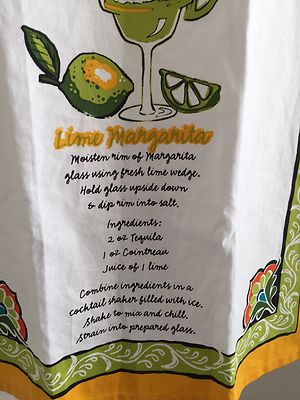 Lime Margarita
Moisten rim of Margarita
glass using fresh lime wedge.
Hold glass upside down
& dip rim into salt.
Ingredients:
2 oz Tequila
1 oz Cointreau
Juice of 1 lime
Combine ingredients in a
cocktail shaker filled with ice.
Shake to mix and chill.
Strain into prepared glass.